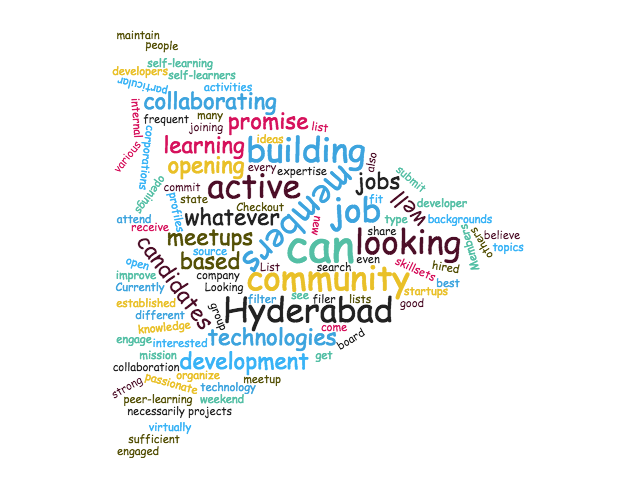 maintain
people
self-learning
developers
self-learners
particular
activities
collaborating
internal
frequent
many
joining
promise
list
various
corporations
learning
ideas
building
opening
every
expertise
also
openings
commit
active
members
jobs
submit
state
profiles
whatever
Checkout
new
job
fit
well
developer
attend
receive
type
backgrounds
meetups
share
looking
others
believe
topics
candidates
source
can
even
Members
open
based
List
search
skillsets
hired
improve
company
community
best
Currently
Looking
startups
established
filter
see
filer
lists
good
different
group
Hyderabad
knowledge
come
engage
interested
technologies
board
mission
development
get
collaboration
organize
meetup
strong
passionate
technology
peer-learning
weekend
necessarily
projects
virtually
sufficient
engaged